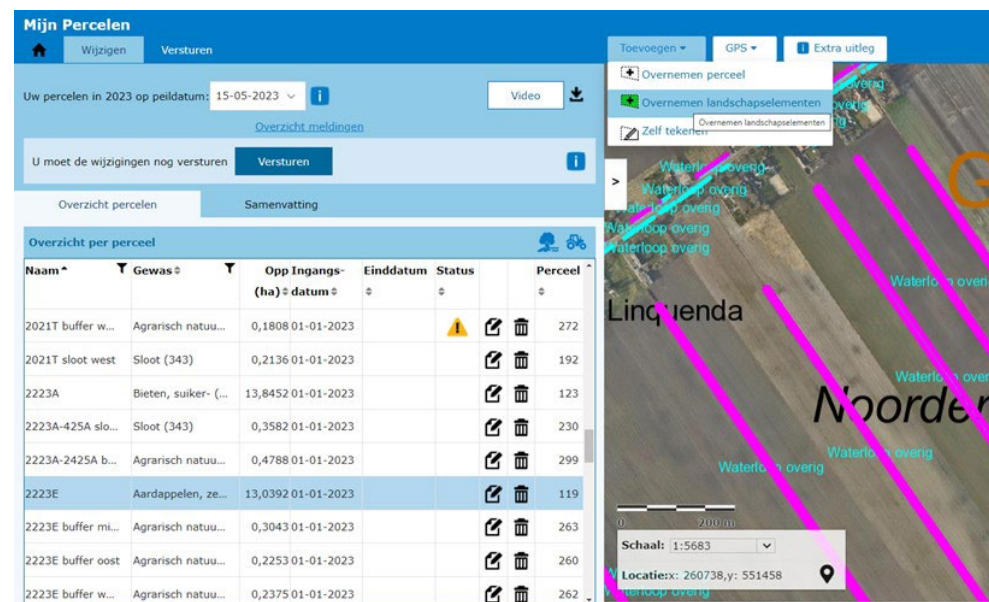 Mijn Percelen
Wijzigen Versturen
Toevoegen GPS Extra uitleg
Overnemen perceel
Overnemen landschapselementen
Overnemen landschapselementen
Zelf tekenen
Uw percelen in 2023 op peildatum: 15-05-2023 i Video
Overzicht meldingen
U moet de wijzigingen nog versturen Versturen i
Overzicht percelen Samenvatting
Overzicht per perceel
Naam Gewas Opp (ha) Ingangs-datum Einddatum Status Perceel
2021T buffer w... Agrarisch natuu... 0,1808 01-01-2023 272
2021T sloot west Sloot (343) 0,2136 01-01-2023 192
2223A Bieten, suiker- (... 13,8452 01-01-2023 123
2223A-425A slo... Sloot (343) 0,3582 01-01-2023 230
2223A-2425A b... Agrarisch natuu... 0,4788 01-01-2023 299
2223E Aardappelen, ze... 13,0392 01-01-2023 119
2223E buffer mi... Agrarisch natuu... 0,3043 01-01-2023 263
2223E buffer oost Agrarisch natuu... 0,2253 01-01-2023 260
2223E buffer w... Agrarisch natuu... 0,2375 01-01-2023 262
>
overig
Waterloop overig
Waterloop overig
Waterloop overig
Waterloop overig
Waterloop overig
Waterloop overi
Linquenda
G
Waterloop over
Noorder
Waterloop overig
Waterloop overig
0 200 m
Schaal: 1:5683
Locatie:x: 260738,y: 551458
Waterloop overig